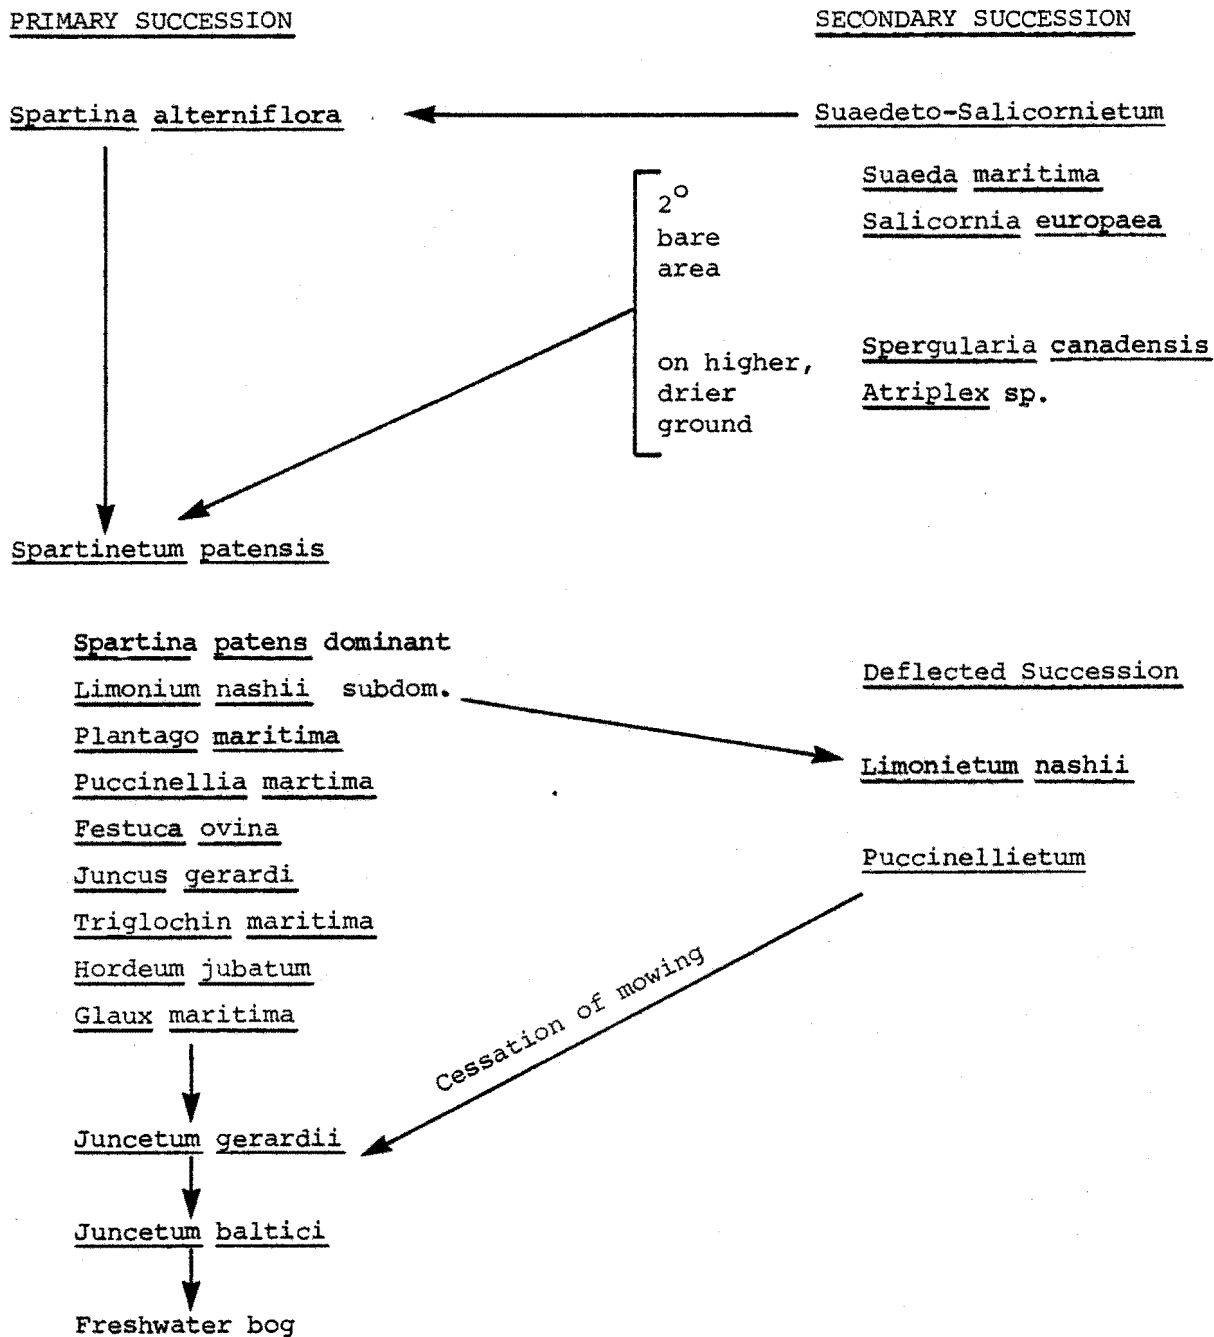 PRIMARY SUCCESSION
SECONDARY SUCCESSION
Spartina alterniflora
Suaedeto-Salicornietum
2°
bare
area
Suaeda maritima
Salicornia europaea
on higher,
drier
ground
Spergularia canadensis
Atriplex sp.
Spartinetum patensis
Spartina patens dominant
Limonium nashii subdom.
Plantago maritima
Puccinellia martima
Festuca ovina
Juncus gerardi
Triglochin maritima
Hordeum jubatum
Glaux maritima
Deflected Succession
Limonietum nashii
Puccinellietum
Cessation of mowing
Juncetum gerardii
Juncetum baltici
Freshwater bog